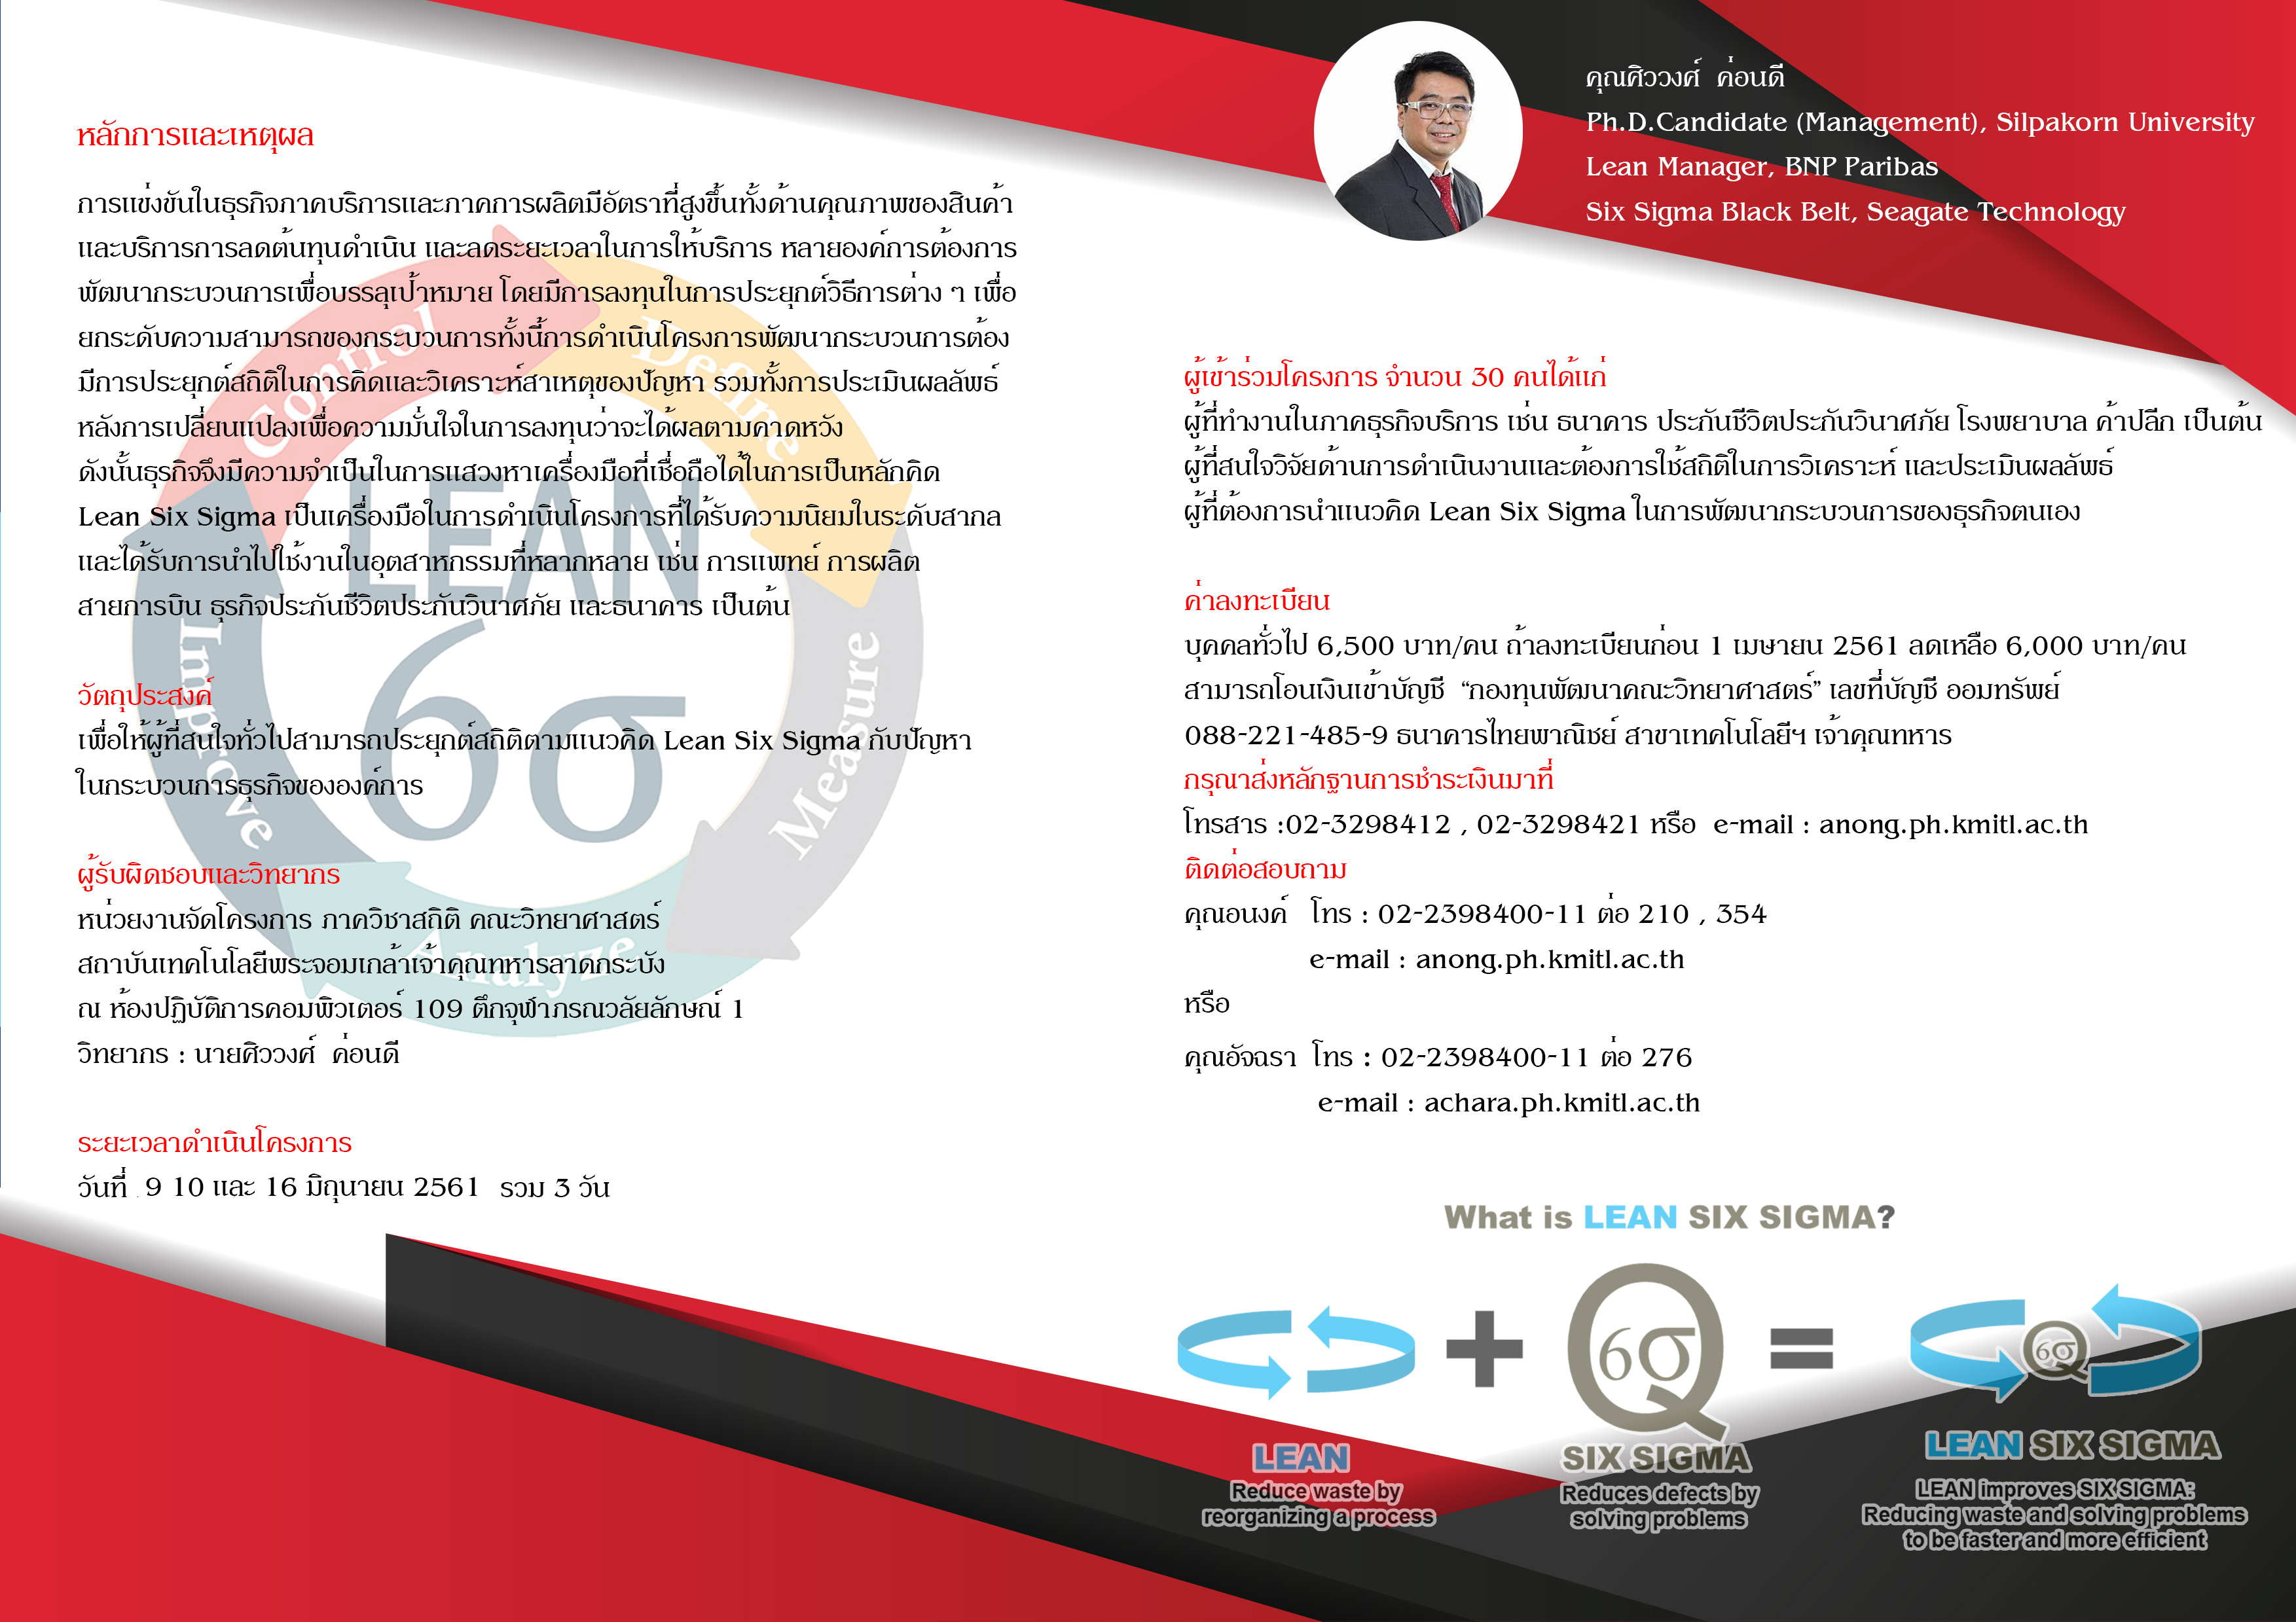 หลักการและเหตุผล
การแข่งขันในธุรกิจภาคบริการและภาคการผลิตมีอัตราที่สูงขึ้นทั้งด้านคุณภาพของสินค้า
และบริการการลดต้นทุนดำเนิน และลดระยะเวลาในการให้บริการ หลายองค์การต้องการ
พัฒนากระบวนการเพื่อบรรลุเป้าหมาย โดยมีการลงทุนในการประยุกต์วิธีการต่าง ๆ เพื่อ
ยกระดับความสามารถของกระบวนการทั้งนี้การดำเนินโครงการพัฒนากระบวนการต้อง
มีการประยุกต์สถิติในการคิดและวิเคราะห์สาเหตุของปัญหา รวมทั้งการประเมินผลลัพธ์
หลังการเปลี่ยนแปลงเพื่อความมั่นใจในการลงทุนว่าจะได้ผลตามคาดหวัง
ดังนั้นธุรกิจจึงมีความจำเป็นในการแสวงหาเครื่องมือที่เชื่อถือได้ในการเป็นหลักคิด
Lean Six Sigma เป็นเครื่องมือในการดำเนินโครงการที่ได้รับความนิยมในระดับสากล
และได้รับการนำไปใช้งานในอุตสาหกรรมที่หลากหลาย เช่น การแพทย์ การผลิต
สายการบิน ธุรกิจประกันชีวิตประกันวินาศภัย และธนาคาร เป็นต้น
วัตถุประสงค์
เพื่อให้ผู้ที่สนใจทั่วไปสามารถประยุกต์สถิติตามแนวคิด Lean Six Sigma กับปัญหา
ในกระบวนการธุรกิจขององค์การ
ผู้รับผิดชอบและวิทยากร
หน่วยงานจัดโครงการ ภาควิชาสถิติ คณะวิทยาศาสตร์
สถาบันเทคโนโลยีพระจอมเกล้าเจ้าคุณทหารลาดกระบัง
ณ ห้องปฏิบัติการคอมพิวเตอร์ 109 ตึกจุฬาภรณวลัยลักษณ์ 1
วิทยากร : นายศิววงศ์ ค่อนดี
ระยะเวลาดำเนินโครงการ
วันที่ 9 10 และ 16 มิถุนายน 2561 รวม 3 วัน
Control
Define
Measure
Analyze
Improve
LEAN
6σ
คุณศิววงศ์ ค่อนดี
Ph.D.Candidate (Management), Silpakorn University
Lean Manager, BNP Paribas
Six Sigma Black Belt, Seagate Technology
ผู้เข้าร่วมโครงการ จำนวน 30 คนได้แก่
ผู้ที่ทำงานในภาคธุรกิจบริการ เช่น ธนาคาร ประกันชีวิตประกันวินาศภัย โรงพยาบาล ค้าปลีก เป็นต้น
ผู้ที่สนใจวิจัยด้านการดำเนินงานและต้องการใช้สถิติในการวิเคราะห์ และประเมินผลลัพธ์
ผู้ที่ต้องการนำแนวคิด Lean Six Sigma ในการพัฒนากระบวนการของธุรกิจตนเอง
ค่าลงทะเบียน
บุคคลทั่วไป 6,500 บาท/คน ถ้าลงทะเบียนก่อน 1 เมษายน 2561 ลดเหลือ 6,000 บาท/คน
สามารถโอนเงินเข้าบัญชี “กองทุนพัฒนาคณะวิทยาศาสตร์” เลขที่บัญชี ออมทรัพย์
088-221-485-9 ธนาคารไทยพาณิชย์ สาขาเทคโนโลยีฯ เจ้าคุณทหาร
กรุณาส่งหลักฐานการชำระเงินมาที่
โทรสาร :02-3298412 , 02-3298421 หรือ e-mail : anong.ph.kmitl.ac.th
ติดต่อสอบถาม
คุณอนงค์ โทร : 02-2398400-11 ต่อ 210 , 354
e-mail : anong.ph.kmitl.ac.th
หรือ
คุณอัจฉรา โทร : 02-2398400-11 ต่อ 276
e-mail : achara.ph.kmitl.ac.th
What is LEAN SIX SIGMA?
+ 6σ = 6σ
LEAN
Reduce waste by
reorganizing a process
SIX SIGMA
Reduces defects by
solving problems
LEAN SIX SIGMA
LEAN improves SIX SIGMA:
Reducing waste and solving problems
to be faster and more efficient